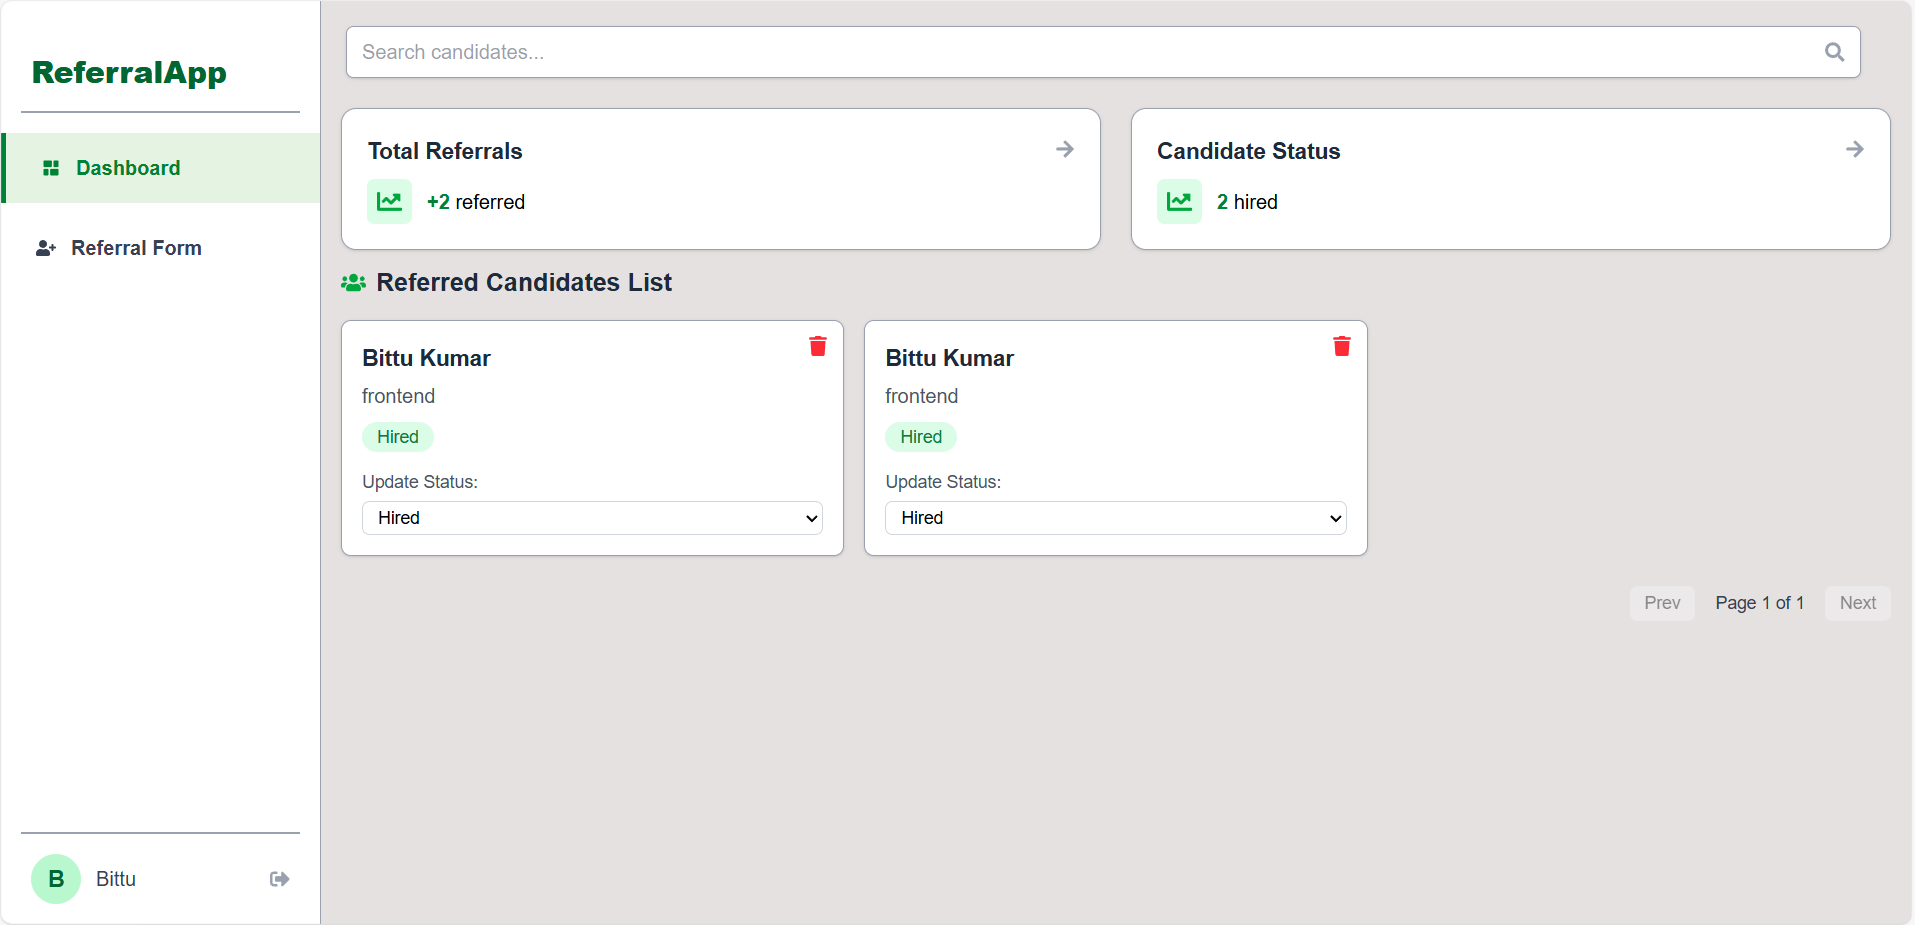 ReferralApp
Dashboard
Referral Form
B
Bittu
Search candidates...
Total Referrals
+2 referred
Candidate Status
2 hired
Referred Candidates List
Bittu Kumar
frontend
Hired
Update Status:
Hired
Bittu Kumar
frontend
Hired
Update Status:
Hired
Prev
Page 1 of 1
Next